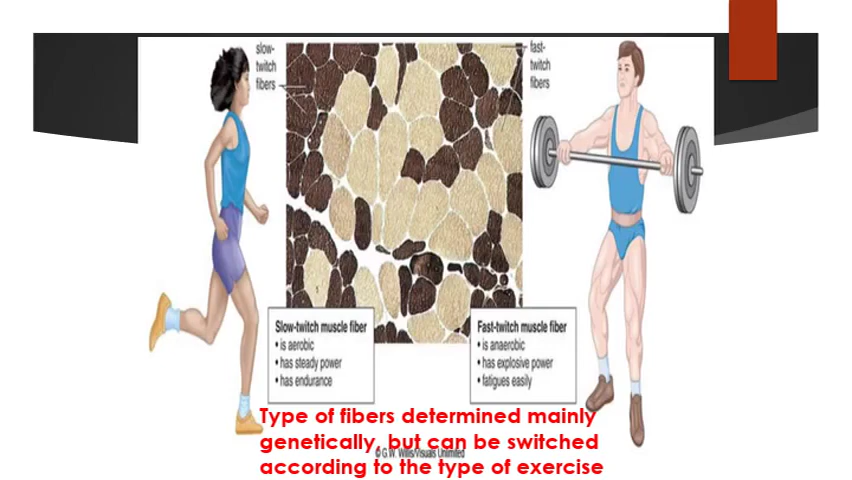 slow-
twitch
fibers
fast-
twitch
fibers
Slow-twitch muscle fiber
• is aerobic
• has steady power
• has endurance
Fast-twitch muscle fiber
• is anaerobic
• has explosive power
• fatigues easily
Type of fibers determined mainly
genetically, but can be switched
© G.W. Willis/Visuals Unlimited
according to the type of exercise